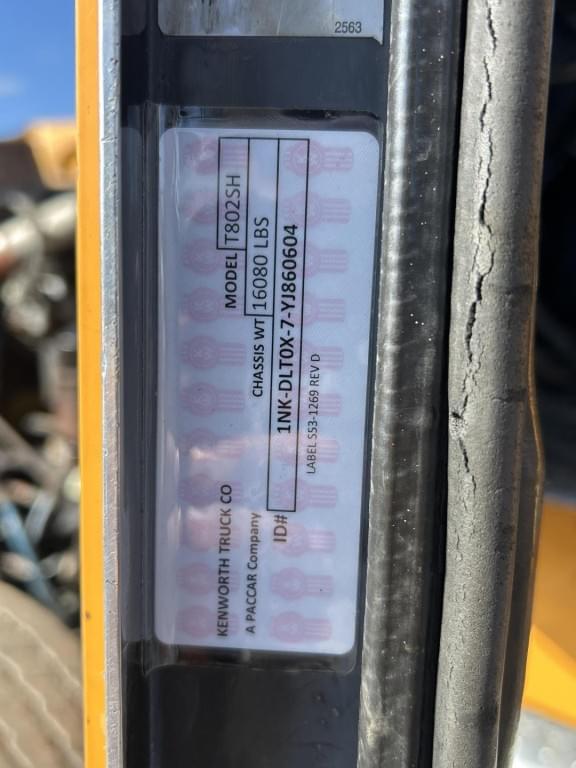 2563
KENWORTH TRUCK CO
MODEL T802SH
A PACCAR Company
CHASSIS WT 16080 LBS
ID# 1NK-DLT0X-7-YJ860604
LABEL S53-1269 REV D